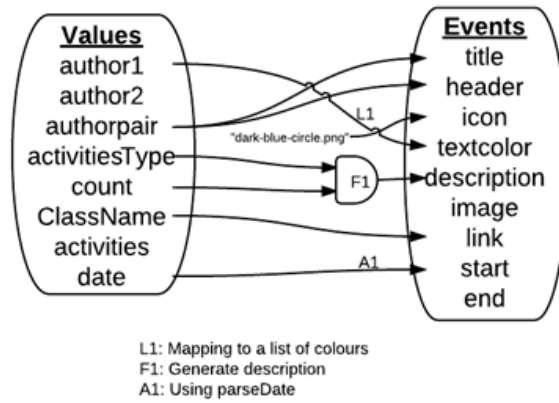 Values
author1
author2
authorpair
activitiesType
count
ClassName
activities
date
L1
"dark-blue-circle.png"
F1
A1
Events
title
header
icon
textcolor
description
image
link
start
end
L1: Mapping to a list of colours
F1: Generate description
A1: Using parseDate